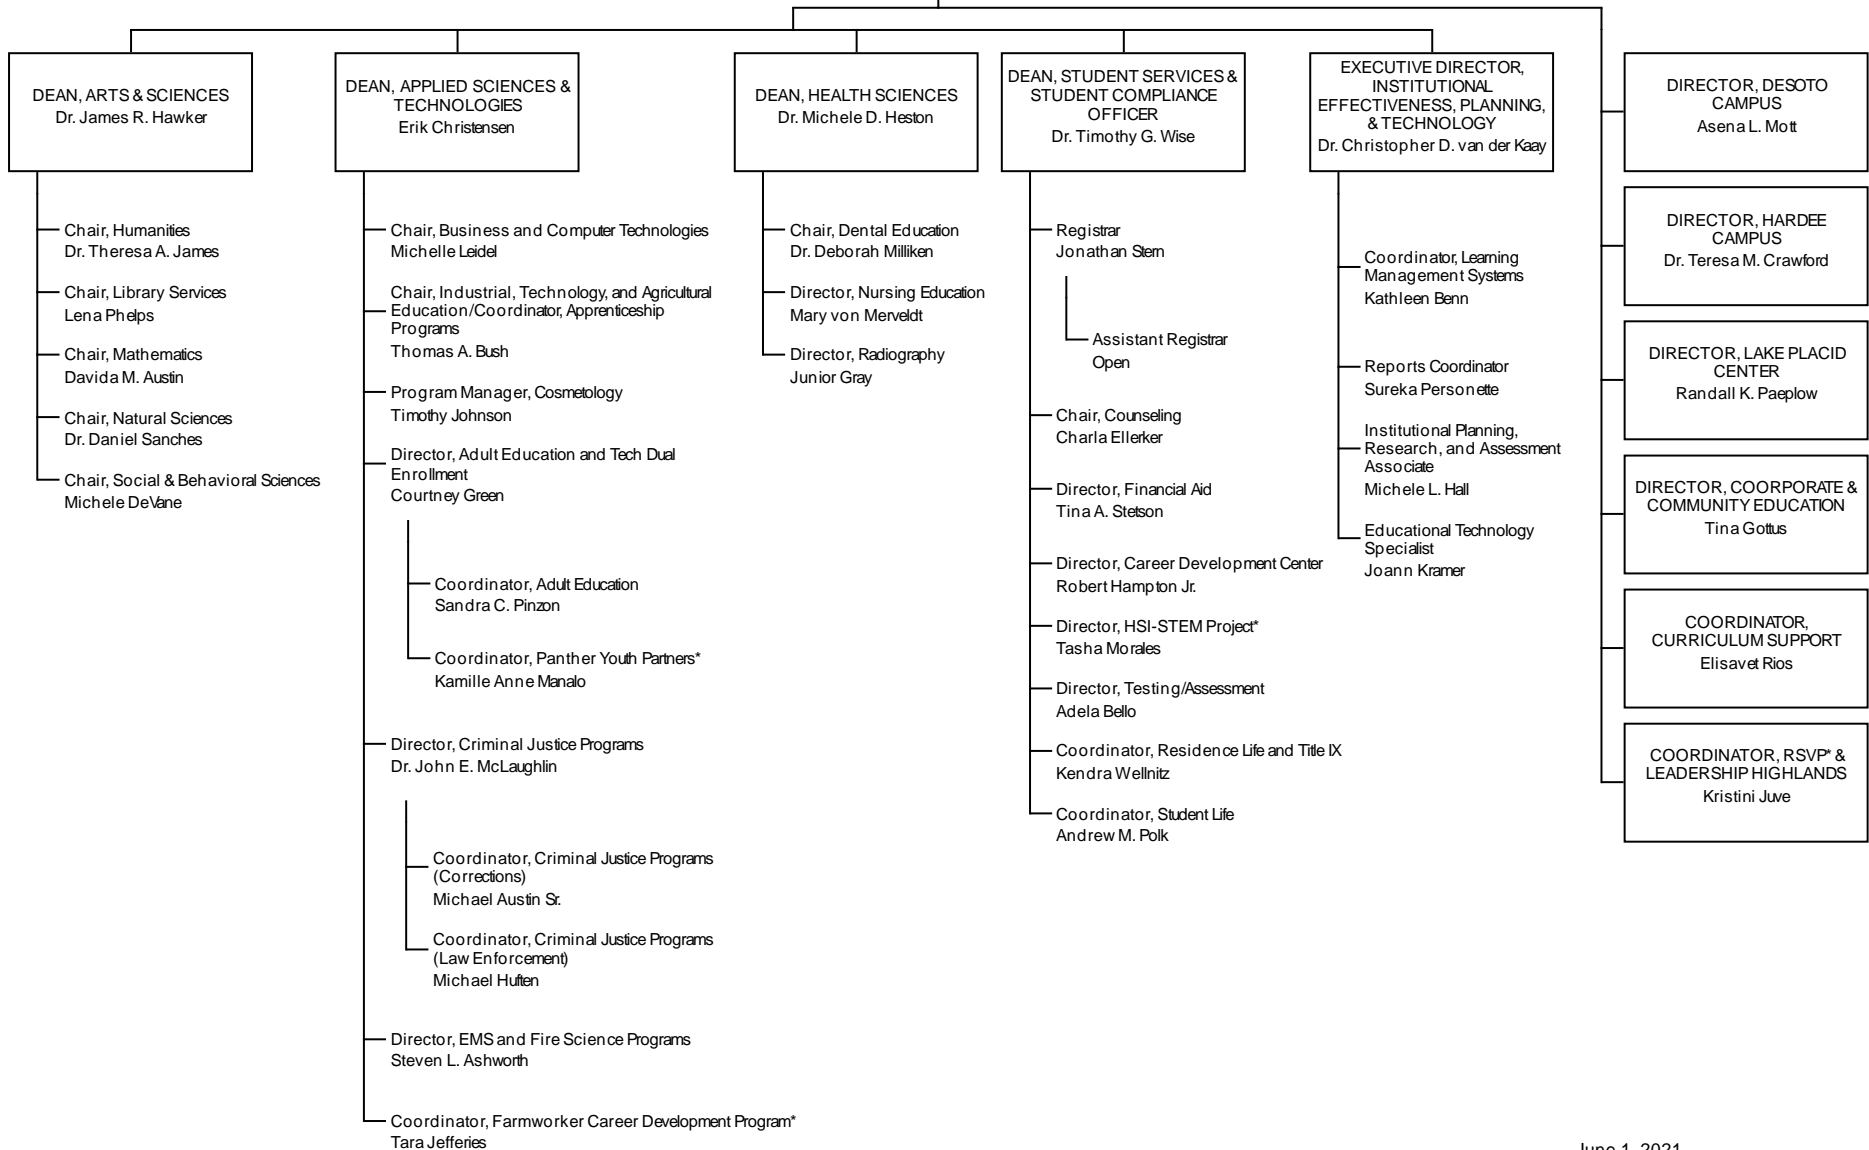 DEAN, ARTS & SCIENCES
Dr. James R. Hawker
Chair, Humanities
Dr. Theresa A. James
Chair, Library Services
Lena Phelps
Chair, Mathematics
Davida M. Austin
Chair, Natural Sciences
Dr. Daniel Sanches
Chair, Social & Behavioral Sciences
Michele DeVane
DEAN, APPLIED SCIENCES &
TECHNOLOGIES
Erik Christensen
Chair, Business and Computer Technologies
Michelle Leidel
Chair, Industrial, Technology, and Agricultural
Education/Coordinator, Apprenticeship
Programs
Thomas A. Bush
Program Manager, Cosmetology
Timothy Johnson
Director, Adult Education and Tech Dual
Enrollment
Courtney Green
Coordinator, Adult Education
Sandra C. Pinzon
Coordinator, Panther Youth Partners*
Kamille Anne Manalo
Director, Criminal Justice Programs
Dr. John E. McLaughlin
Coordinator, Criminal Justice Programs
(Corrections)
Michael Austin Sr.
Coordinator, Criminal Justice Programs
(Law Enforcement)
Michael Huften
Director, EMS and Fire Science Programs
Steven L. Ashworth
Coordinator, Farmworker Career Development Program*
Tara Jefferies
DEAN, HEALTH SCIENCES
Dr. Michele D. Heston
Chair, Dental Education
Dr. Deborah Milliken
Director, Nursing Education
Mary von Merveldt
Director, Radiography
Junior Gray
DEAN, STUDENT SERVICES &
STUDENT COMPLIANCE
OFFICER
Dr. Timothy G. Wise
Registrar
Jonathan Stern
Assistant Registrar
Open
Chair, Counseling
Charla Ellerker
Director, Financial Aid
Tina A. Stetson
Director, Career Development Center
Robert Hampton Jr.
Director, HSI-STEM Project*
Tasha Morales
Director, Testing/Assessment
Adela Bello
Coordinator, Residence Life and Title IX
Kendra Wellnitz
Coordinator, Student Life
Andrew M. Polk
EXECUTIVE DIRECTOR,
INSTITUTIONAL
EFFECTIVENESS, PLANNING,
& TECHNOLOGY
Dr. Christopher D. van der Kaay
Coordinator, Learning
Management Systems
Kathleen Benn
Reports Coordinator
Sureka Personette
Institutional Planning,
Research, and Assessment
Associate
Michele L. Hall
Educational Technology
Specialist
Joann Kramer
DIRECTOR, DESOTO
CAMPUS
Asena L. Mott
DIRECTOR, HARDEE
CAMPUS
Dr. Teresa M. Crawford
DIRECTOR, LAKE PLACID
CENTER
Randall K. Paeplow
DIRECTOR, COORPORATE &
COMMUNITY EDUCATION
Tina Gottus
COORDINATOR,
CURRICULUM SUPPORT
Elisavet Rios
COORDINATOR, RSVP* &
LEADERSHIP HIGHLANDS
Kristini Juve
June 1, 2021